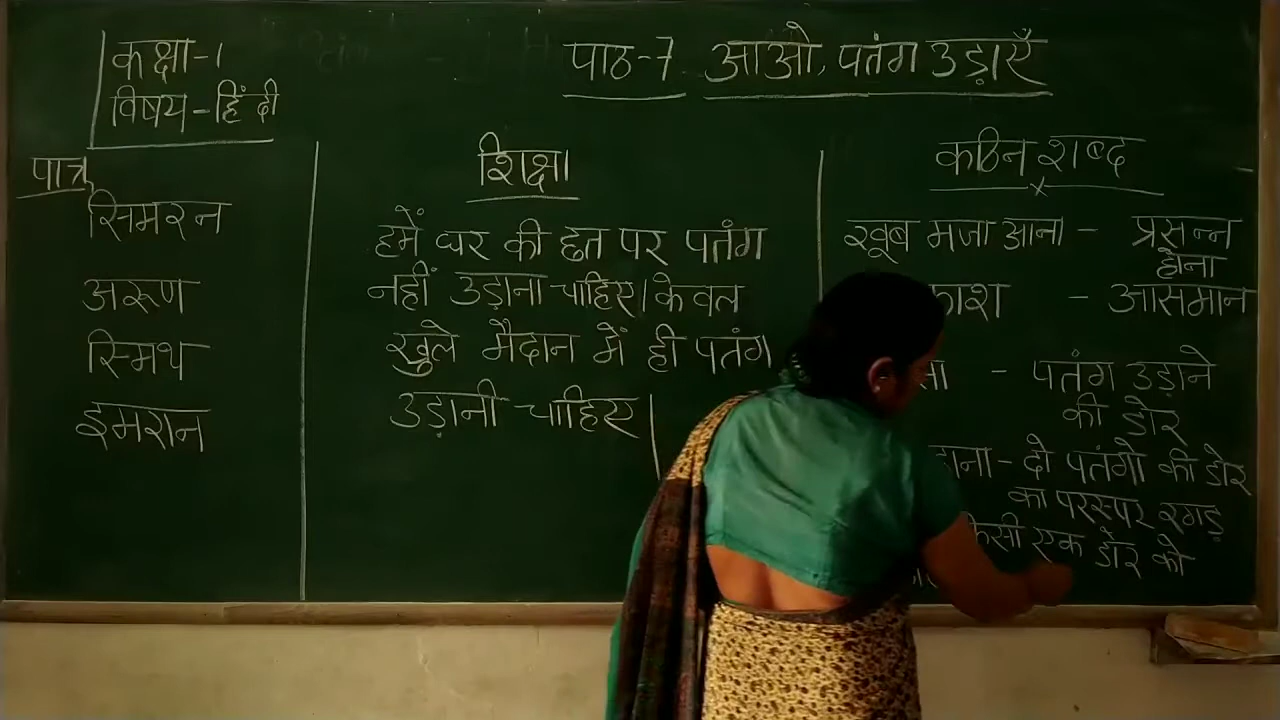 कक्षा-1
विषय-हिंदी
पाठ-7 आओ, पतंग उड़ाएँ
पात्र
सिमरन
अरूण
स्मिथ
इमरान
शिक्षा
हमें घर की छत पर पतंग
नहीं उड़ाना चाहिए। केवल
खुले मैदान में ही पतंग
उड़ानी चाहिए।
कठिन शब्द
खूब मजा आना - प्रसन्न
होना
- आसमान
- पतंग उड़ाने
की डोर
- दो पतंगो की डोर
का परस्पर रगड़
एक डोर को